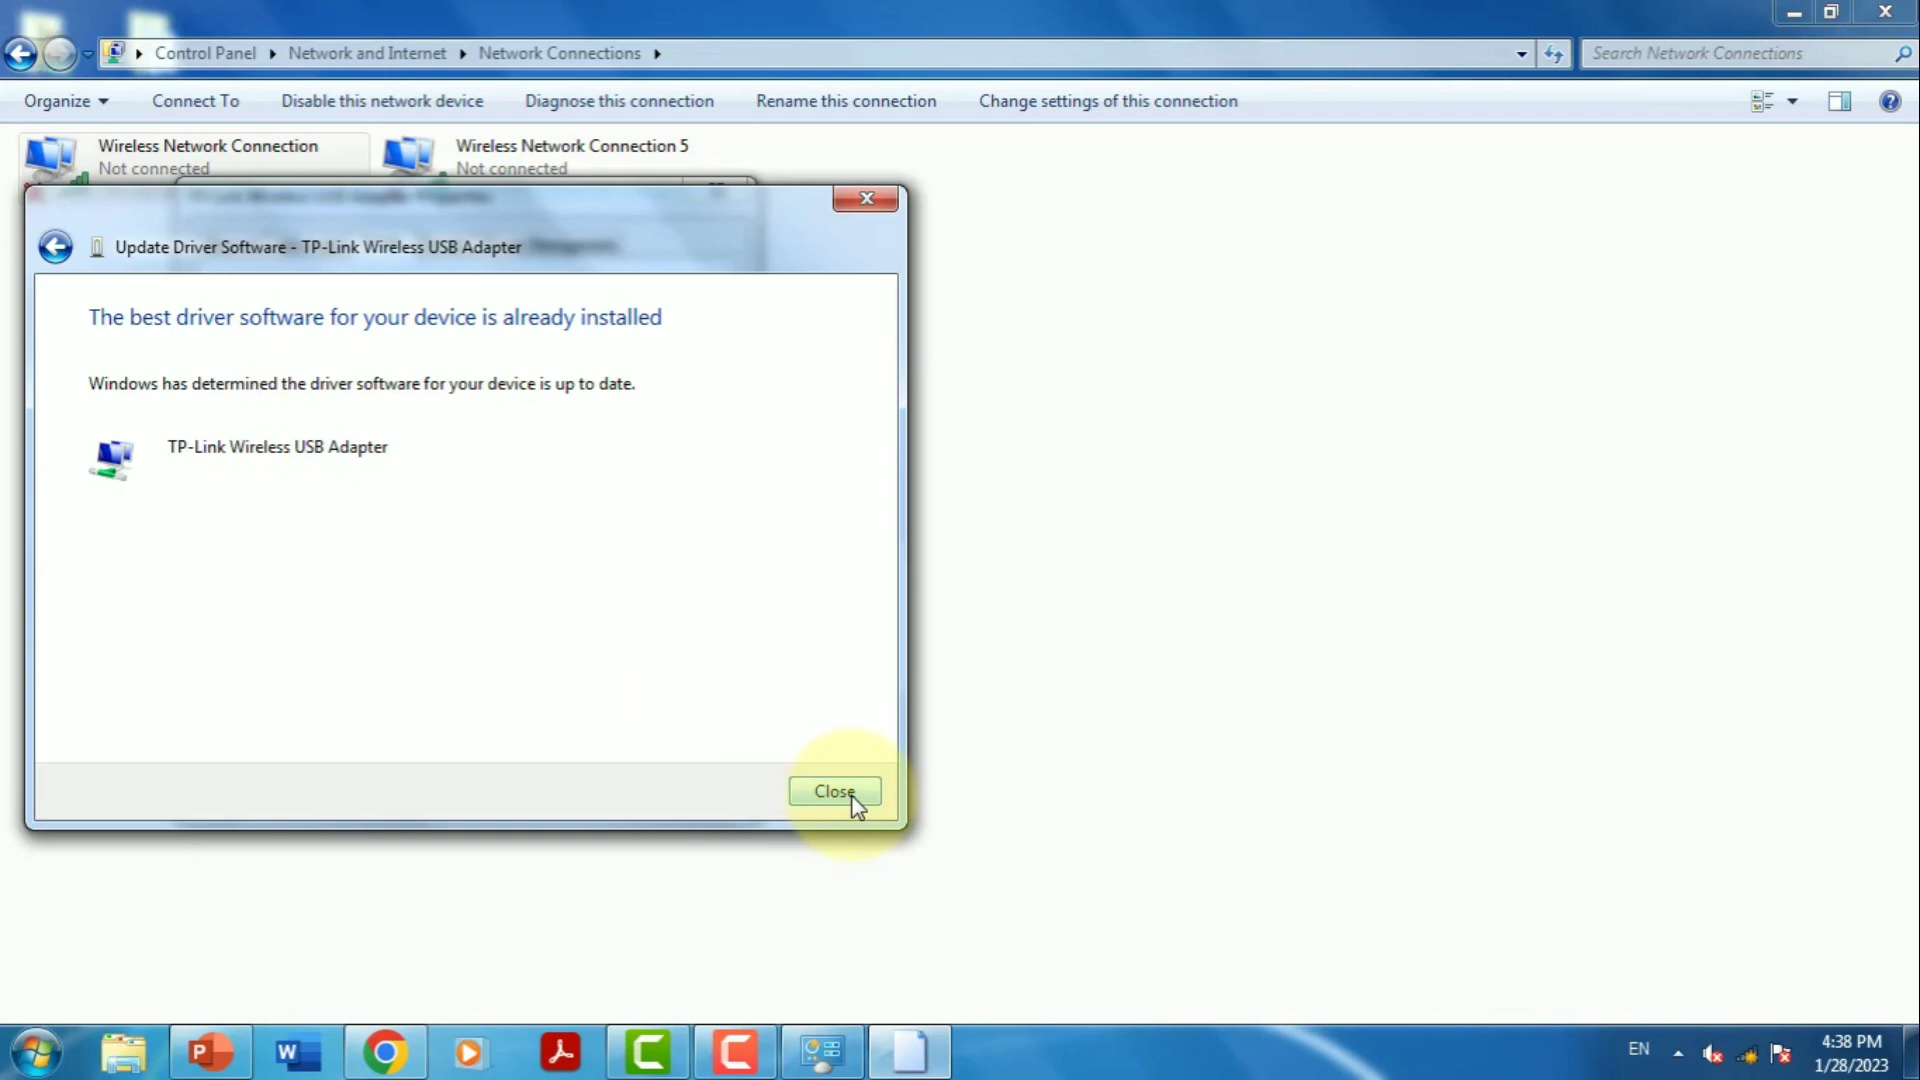 Control Panel Network and Internet Network Connections
Search Network Connections
Organize Connect To Disable this network device Diagnose this connection Rename this connection Change settings of this connection
Wireless Network Connection
Not connected
Wireless Network Connection 5
Not connected
Update Driver Software - TP-Link Wireless USB Adapter
The best driver software for your device is already installed
Windows has determined the driver software for your device is up to date.
TP-Link Wireless USB Adapter
Close
EN
4:38 PM
1/28/2023